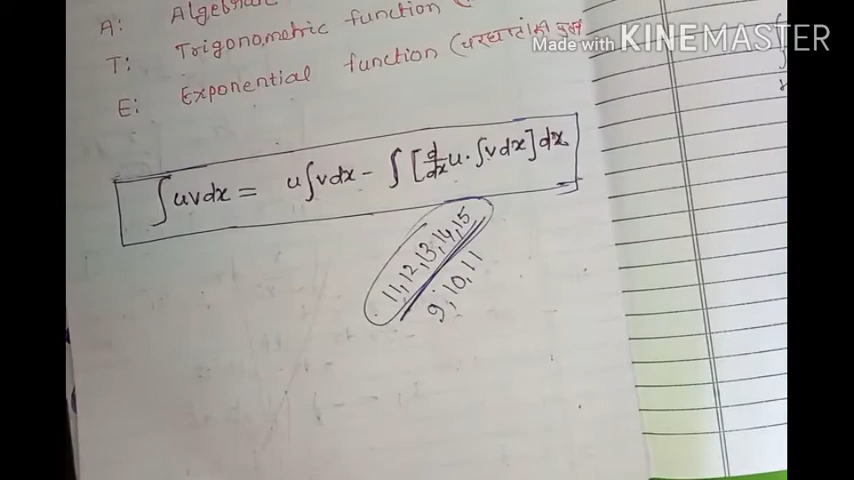 A: Algebraic
T: Trigonometric function (
E: Exponential function (
Made with KINEMASTER
∫uvdx = u∫vdx - ∫[d/dx u·∫vdx]dx
11,12,13,14,15
9,10,11